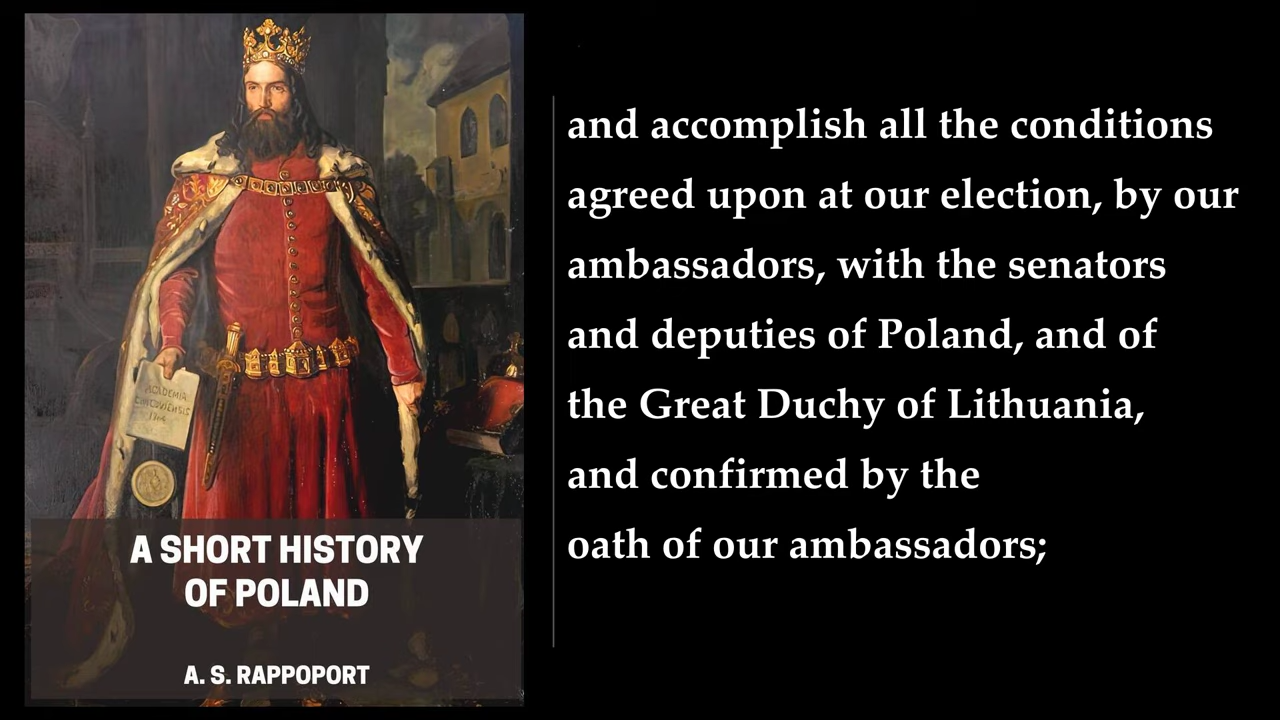 ACADEMIA
CRACOVIENSIS
A SHORT HISTORY
OF POLAND
A. S. RAPPOPORT
and accomplish all the conditions
agreed upon at our election, by our
ambassadors, with the senators
and deputies of Poland, and of
the Great Duchy of Lithuania,
and confirmed by the
oath of our ambassadors;